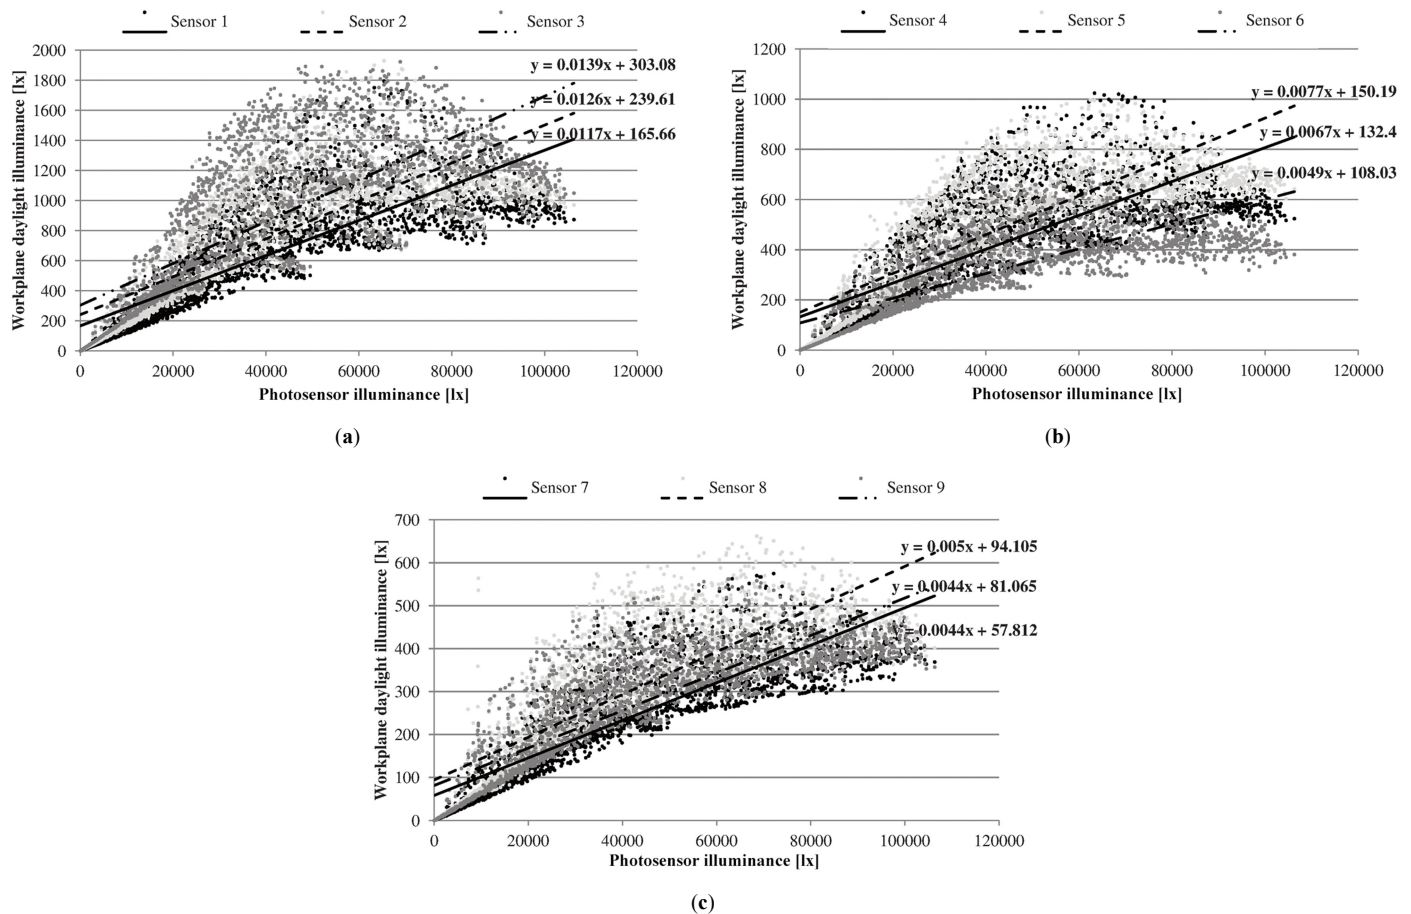 Sensor 1 Sensor 2 Sensor 3
2000
1800
1600
1400
1200
1000
800
600
400
200
0
Workplane daylight illuminance [lx]
y = 0.0139x + 303.08
y = 0.0126x + 239.61
y = 0.0117x + 165.66
0 20000 40000 60000 80000 100000 120000
Photosensor illuminance [lx]
(a)
Sensor 4 Sensor 5 Sensor 6
1200
1000
800
600
400
200
0
Workplane daylight illuminance [lx]
y = 0.0077x + 150.19
y = 0.0067x + 132.4
y = 0.0049x + 108.03
0 20000 40000 60000 80000 100000 120000
Photosensor illuminance [lx]
(b)
Sensor 7 Sensor 8 Sensor 9
700
600
500
400
300
200
100
0
Workplane daylight illuminance [lx]
y = 0.005x + 94.105
y = 0.0044x + 81.065
y = 0.0044x + 57.812
0 20000 40000 60000 80000 100000 120000
Photosensor illuminance [lx]
(c)